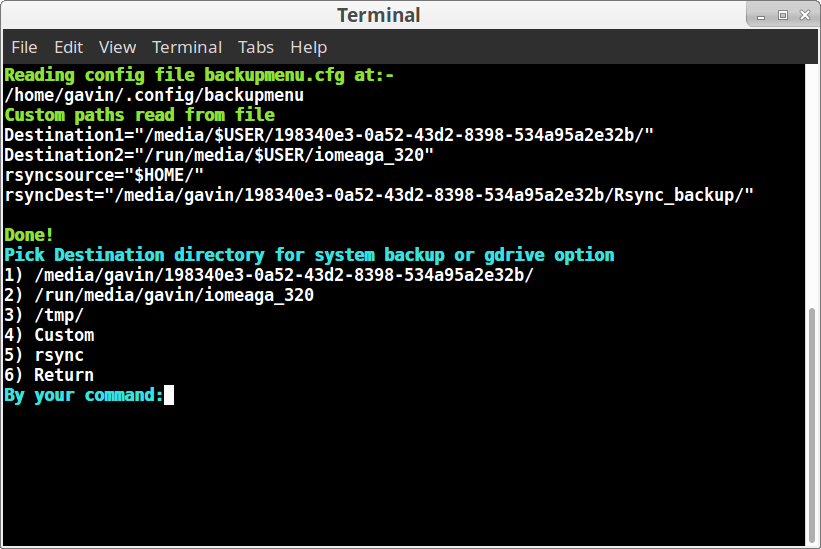 Terminal
File Edit View Terminal Tabs Help
Reading config file backupmenu.cfg at:-
/home/gavin/.config/backupmenu
Custom paths read from file
Destination1="/media/$USER/198340e3-0a52-43d2-8398-534a95a2e32b/"
Destination2="/run/media/$USER/iomeaga_320"
rsyncsource="$HOME/"
rsyncDest="/media/gavin/198340e3-0a52-43d2-8398-534a95a2e32b/Rsync_backup/"
Done!
Pick Destination directory for system backup or gdrive option
1) /media/gavin/198340e3-0a52-43d2-8398-534a95a2e32b/
2) /run/media/gavin/iomeaga_320
3) /tmp/
4) Custom
5) rsync
6) Return
By your command: